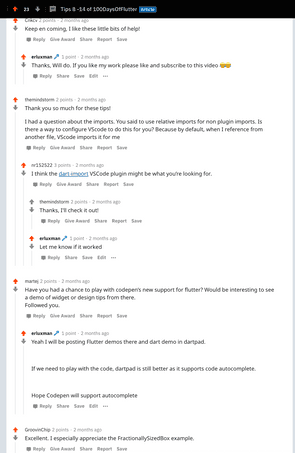 23 Tips 8 -14 of 100DaysOfFlutter Article
Chikcv 2 points · 2 months ago
Keep en coming, I like these little bits of help!
Reply Give Award Share Report Save
erluxman 1 point · 2 months ago
Thanks, Will do. If you like my work please like and subscribe to this video
Reply Share Save Edit ···
themindstorm 2 points · 2 months ago
Thank you so much for these tips!
I had a question about the imports. You said to use relative imports for non plugin imports. Is
there a way to configure VScode to do this for you? Because by default, when I reference from
another file, VSCode imports it for me
Reply Give Award Share Report Save
nr152522 3 points · 2 months ago
I think the dart-import VSCode plugin might be what you're looking for.
Reply Give Award Share Report Save
themindstorm 2 points · 2 months ago
Thanks, I'll check it out!
Reply Give Award Share Report Save
erluxman 1 point · 2 months ago
Let me know if it worked
Reply Share Save Edit ···
martej 2 points · 2 months ago
Have you had a chance to play with codepen's new support for flutter? Would be interesting to see
a demo of widget or design tips from there.
Followed you.
Reply Give Award Share Report Save
erluxman 1 point · 2 months ago
Yeah I will be posting Flutter demos there and dart demo in dartpad.
If we need to play with the code, dartpad is still better as it supports code autocomplete.
Hope Codepen will support autocomplete
Reply Share Save Edit ···
GroovinChip 2 points · 2 months ago
Excellent. I especially appreciate the FractionallySizedBox example.
Reply Give Award Share Report Save